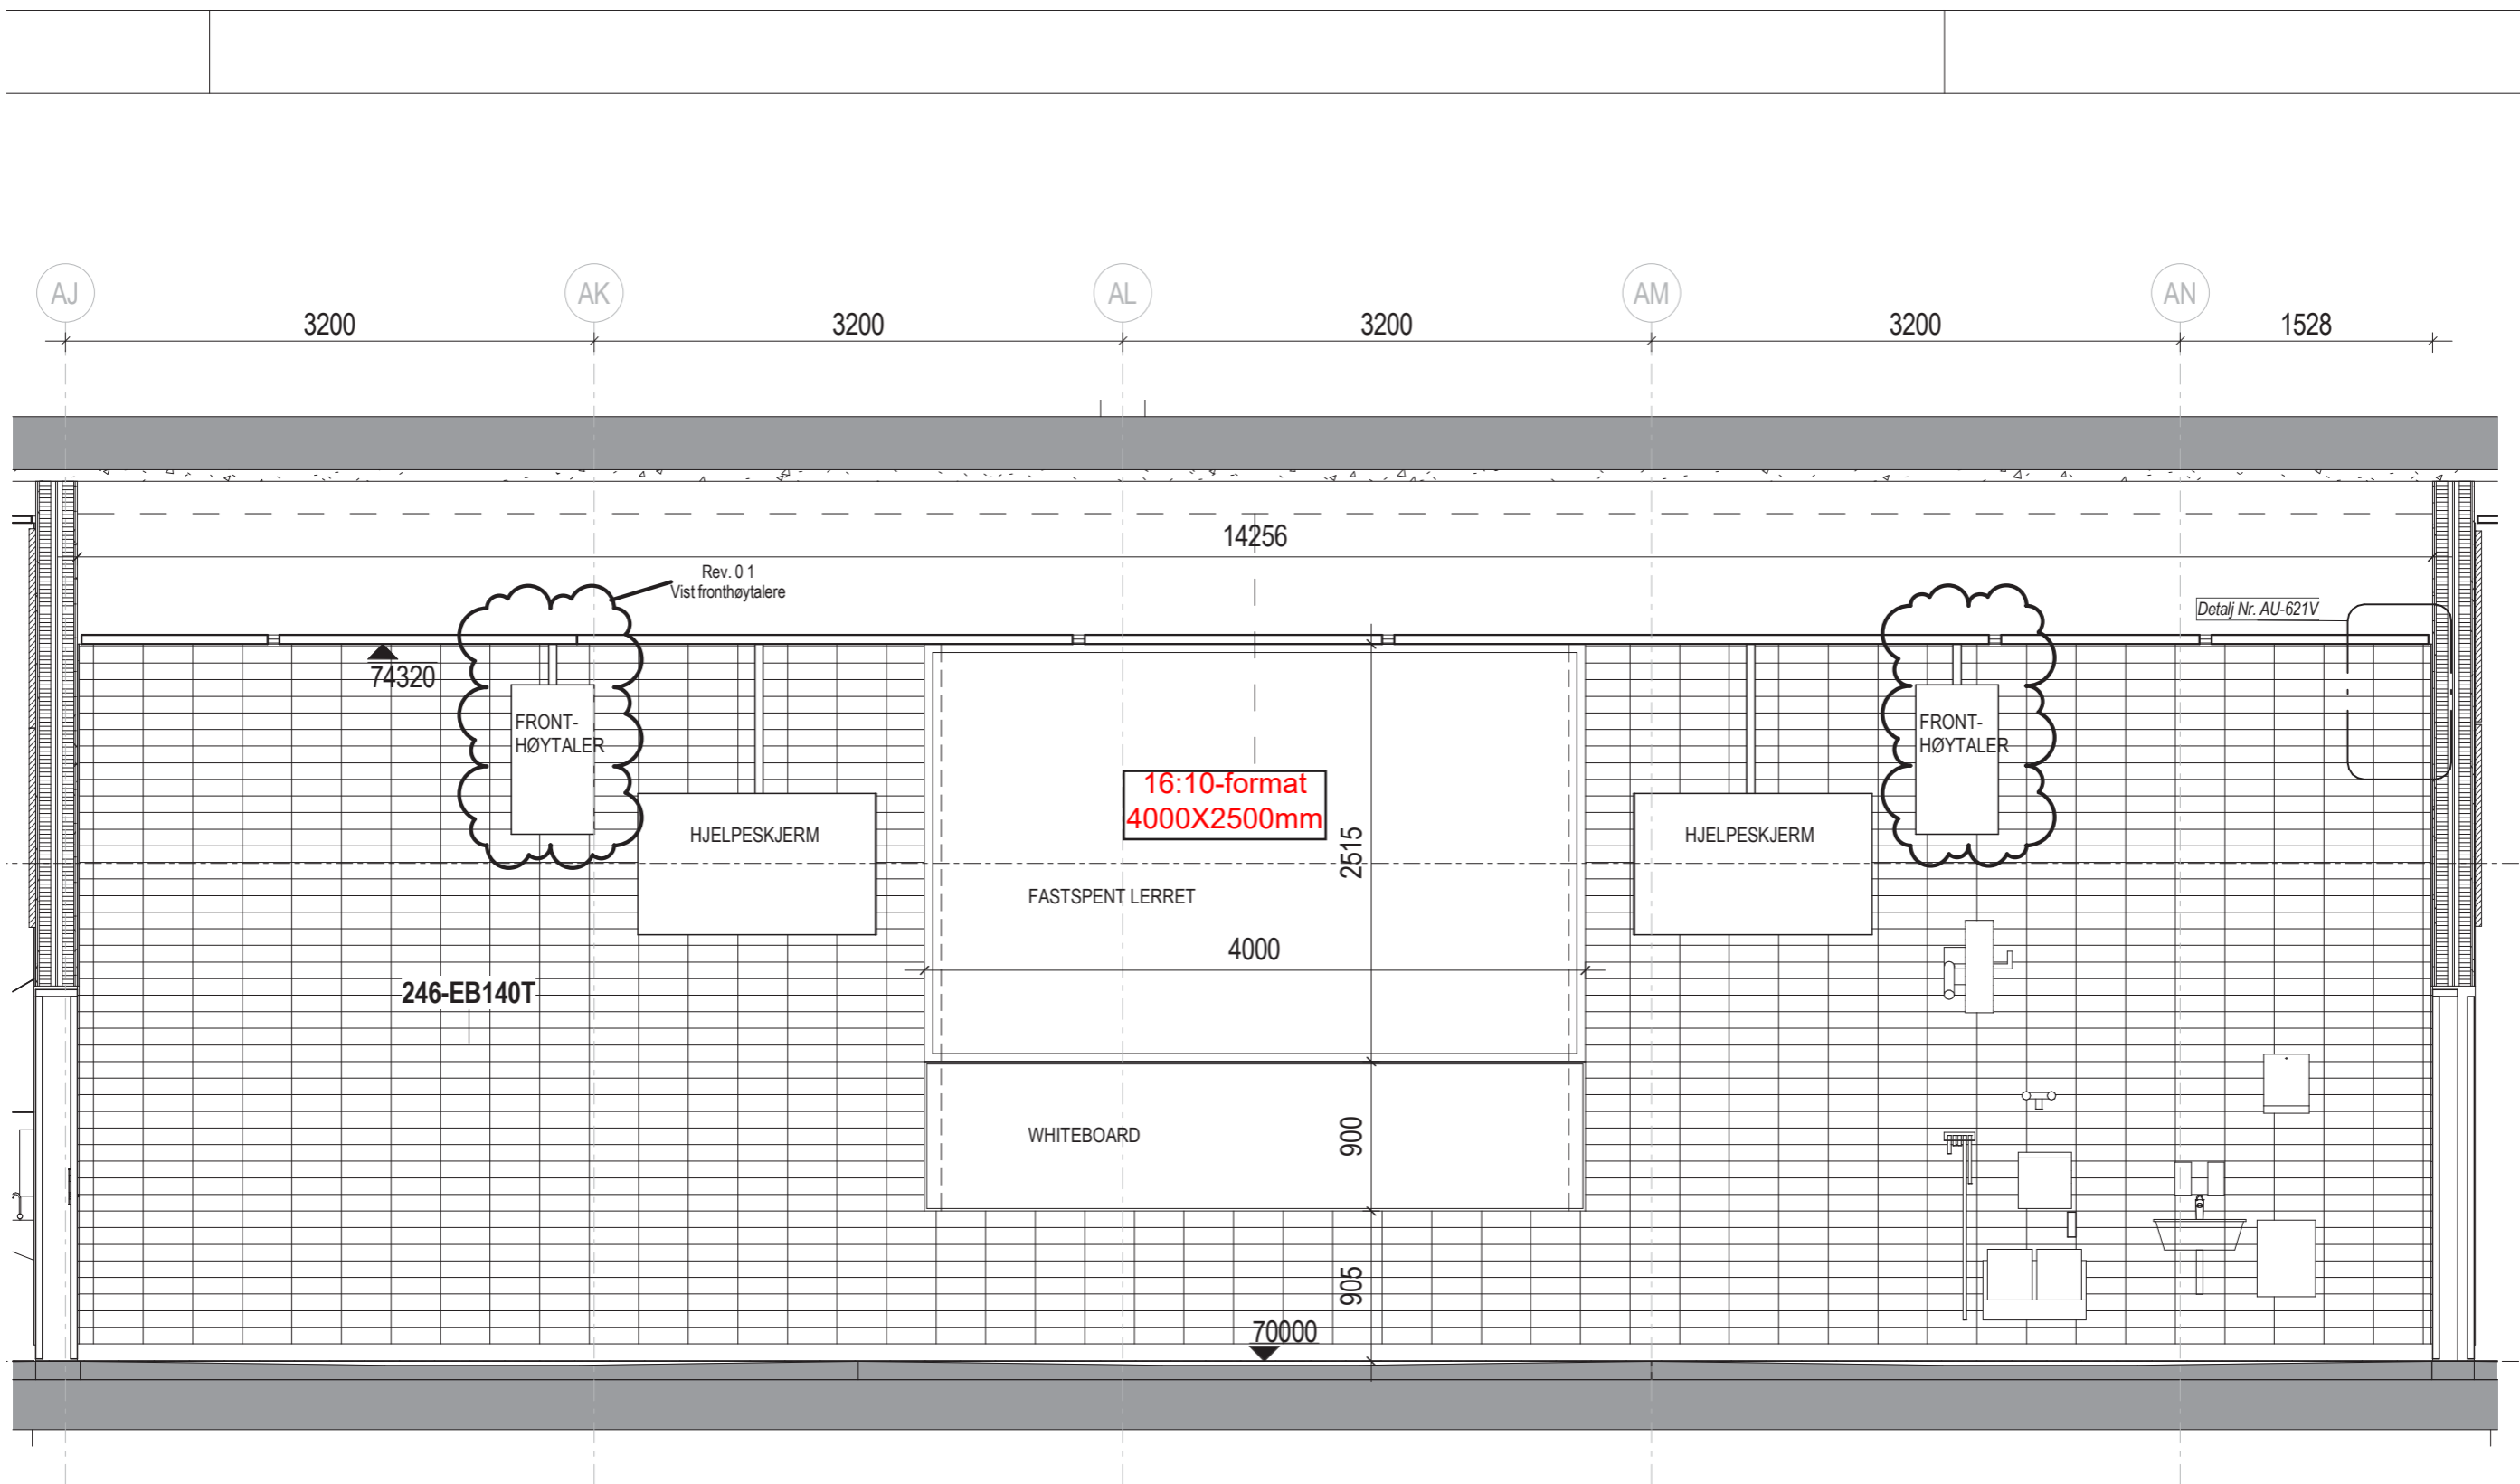 AJ
AK
AL
AM
AN
3200
3200
3200
3200
1528
14256
Rev. 0 1
Vist fronthøytalere
Detalj Nr. AU-621V
74320
FRONT-
HØYTALER
FRONT-
HØYTALER
16:10-format
4000X2500mm
HJELPESKJERM
HJELPESKJERM
2515
FASTSPENT LERRET
4000
246-EB140T
WHITEBOARD
900
905
70000